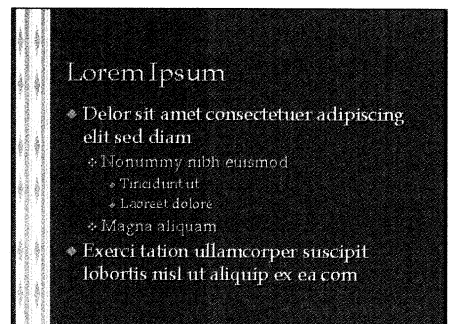 Lorem Ipsum
Delor sit amet consectetuer adipiscing
elit sed diam
Nonummy nibh euismod
Tincidunt ut
Laoreet dolore
Magna aliquam
Exerci tation ullamcorper suscipit
lobortis nisl ut aliquip ex ea com